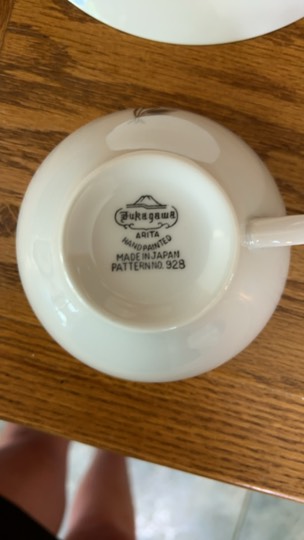 Fukagawa
ARITA
HANDPAINTED
MADE IN JAPAN
PATTERN NO. 928